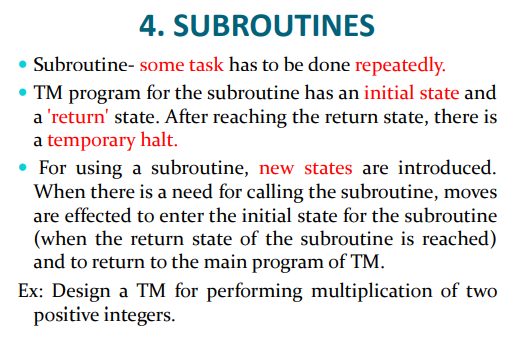 4. SUBROUTINES
• Subroutine- some task has to be done repeatedly.
• TM program for the subroutine has an initial state and
a 'return' state. After reaching the return state, there is
a temporary halt.
• For using a subroutine, new states are introduced.
When there is a need for calling the subroutine, moves
are effected to enter the initial state for the subroutine
(when the return state of the subroutine is reached)
and to return to the main program of TM.
Ex: Design a TM for performing multiplication of two
positive integers.